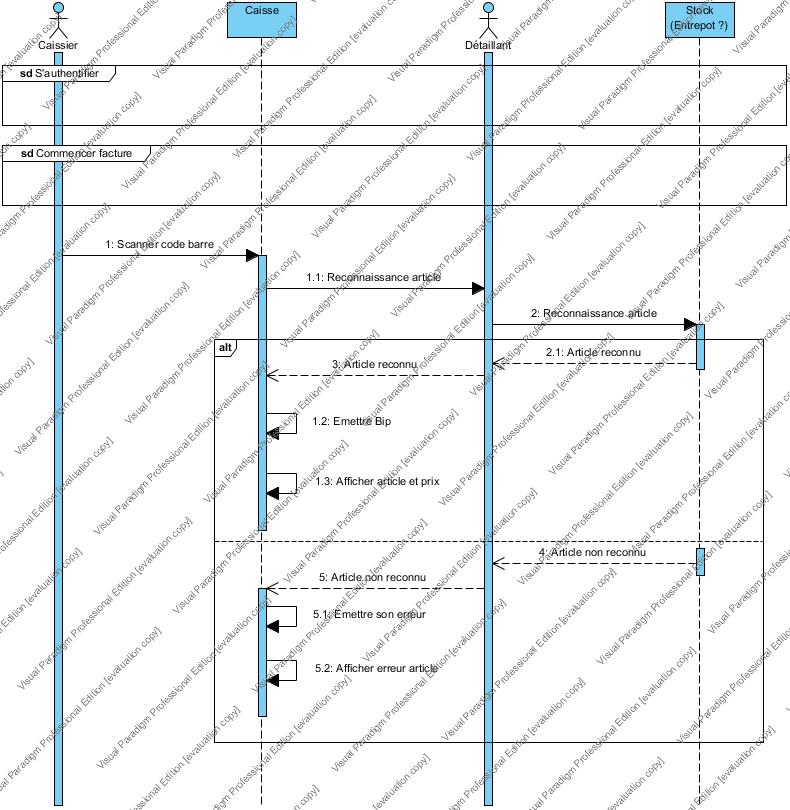 Caissier
Caisse
Détaillant
Stock
(Entrepot ?)
sd S'authentifier
sd Commencer facture
1: Scanner code barre
1.1: Reconnaissance article
2: Reconnaissance article
alt
2.1: Article reconnu
3: Article reconnu
1.2: Emettre Bip
1.3: Afficher article et prix
4: Article non reconnu
5: Article non reconnu
5.1: Emettre son erreur
5.2: Afficher erreur article
Visual Paradigm Professional Edition [evaluation copy]